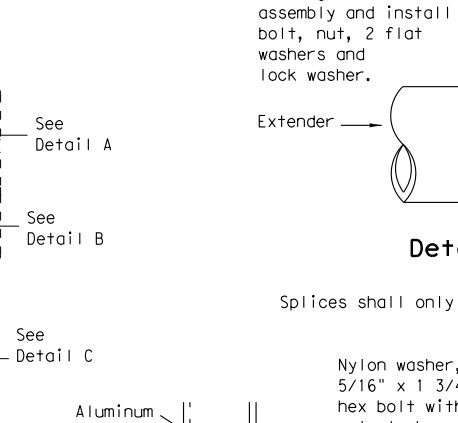 assembly and install
bolt, nut, 2 flat
washers and
lock washer.
See
Detail A
Extender
See
Detail B
Splices shall only
See
Detail C
Nylon washer,
5/16" x 1 3/4
hex bolt with
Aluminum